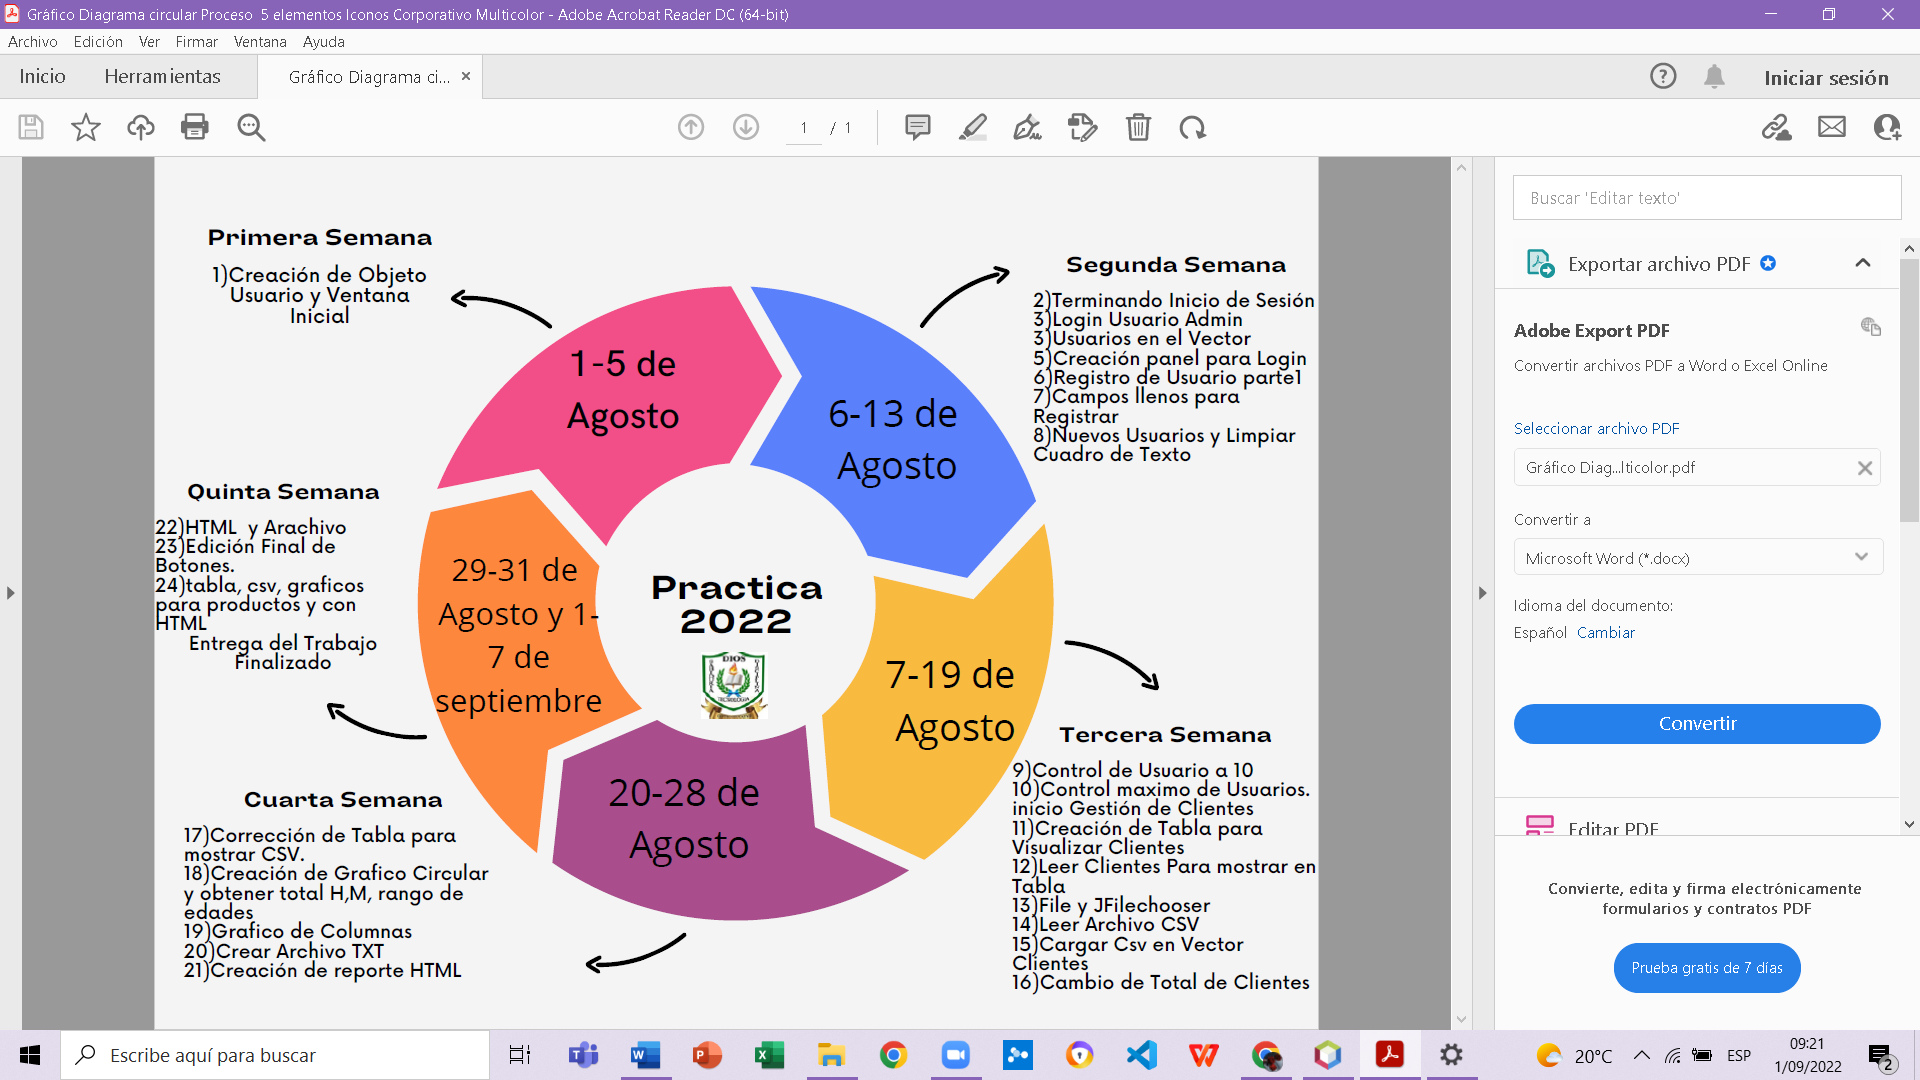 Gráfico Diagrama circular Proceso  5 elementos Iconos Corporativo Multicolor - Adobe Acrobat Reader DC (64-bit)
Archivo Edición Ver Firmar Ventana Ayuda
Inicio Herramientas Gráfico Diagrama ci... × Iniciar sesión
1 / 1
Primera Semana
1)Creación de Objeto
Usuario y Ventana
Inicial
Segunda Semana
2)Terminando Inicio de Sesión
3)Login Usuario Admin
3)Usuarios en el Vector
5)Creación panel para Login
6)Registro de Usuario parte1
7)Campos llenos para
Registrar
8)Nuevos Usuarios y Limpiar
Cuadro de Texto
1-5 de
Agosto
6-13 de
Agosto
Quinta Semana
22)HTML  y Arachivo
23)Edición Final de
Botones.
24)tabla, csv, graficos
para productos y con
HTML
Entrega del Trabajo
Finalizado
29-31 de
Agosto y 1-
7 de
septiembre
Practica
2022
DIOS
TECNOLOGIA
7-19 de
Agosto
20-28 de
Agosto
Tercera Semana
9)Control de Usuario a 10
10)Control maximo de Usuarios.
inicio Gestión de Clientes
11)Creación de Tabla para
Visualizar Clientes
12)Leer Clientes Para mostrar en
Tabla
13)File y JFilechooser
14)Leer Archivo CSV
15)Cargar Csv en Vector
Clientes
16)Cambio de Total de Clientes
Cuarta Semana
17)Corrección de Tabla para
mostrar CSV.
18)Creación de Grafico Circular
y obtener total H,M, rango de
edades
19)Grafico de Columnas
20)Crear Archivo TXT
21)Creación de reporte HTML
Buscar 'Editar texto'
Exportar archivo PDF
Adobe Export PDF
Convertir archivos PDF a Word o Excel Online
Seleccionar archivo PDF
Gráfico Diag...lticolor.pdf
Convertir a
Microsoft Word (*.docx)
Idioma del documento:
Español Cambiar
Convertir
Editar PDF
Convierte, edita y firma electrónicamente
formularios y contratos PDF
Prueba gratis de 7 días
Escribe aquí para buscar
20°C ESP
09:21
1/09/2022
2